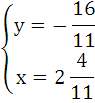 y = − 16/11
x = 2 4/11